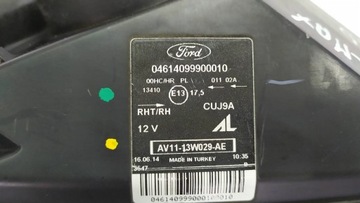 Ford
04614099900010
00HC/HR PL 011 02A
13410 E13 17,5
RHT/RH CUJ9A
12 V AL
AV11-13W029-AE
16.06.14 MADE IN TURKEY 10:35
3647